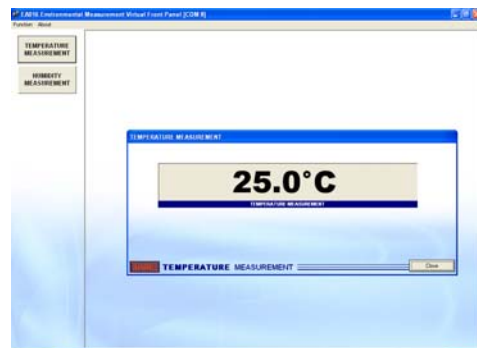 EA01N Environmental Measurement Virtual Front Panel [COM 8]
Function About
TEMPERATURE
MEASUREMENT
HUMIDITY
MEASUREMENT
TEMPERATURE MEASUREMENT
25.0°C
TEMPERATURE MEASUREMENT
TEMPERATURE MEASUREMENT
Close